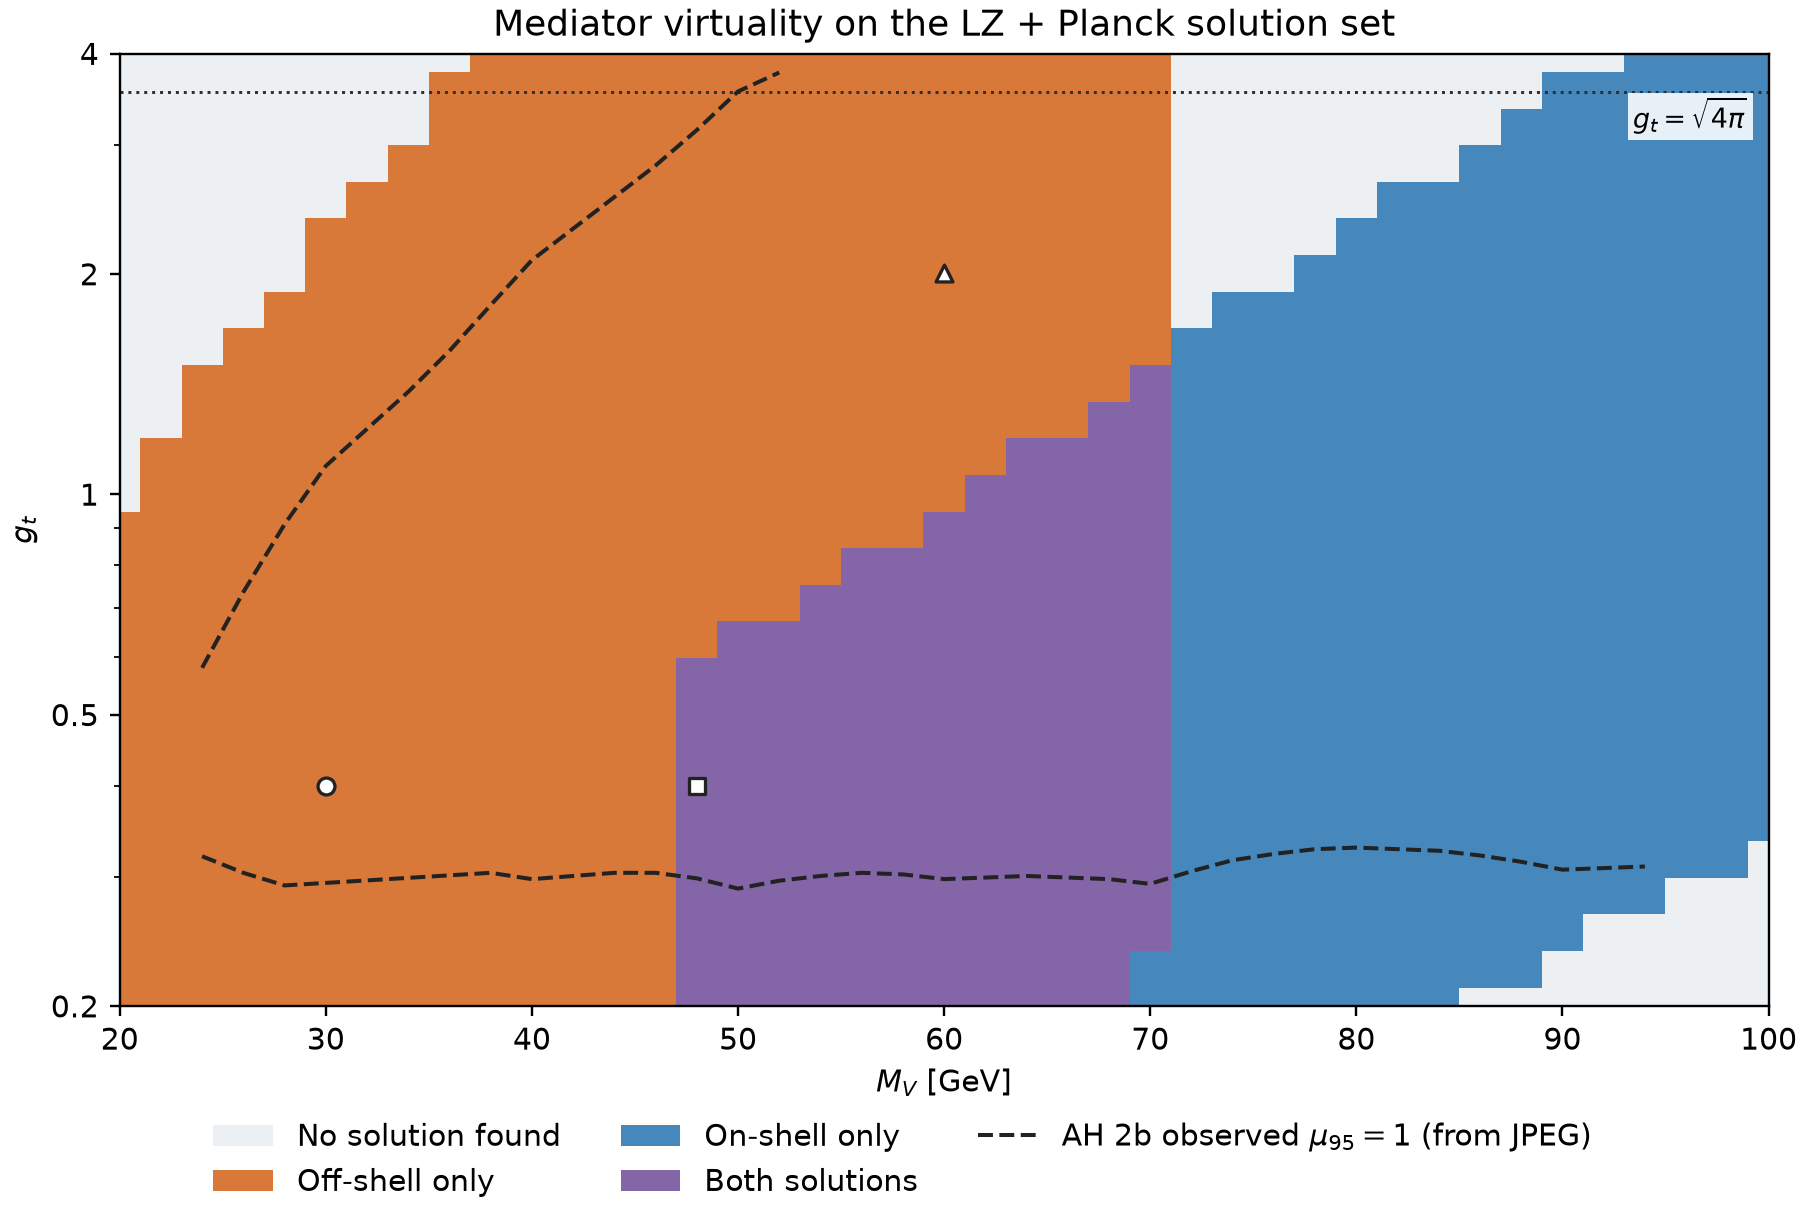 Mediator virtuality on the LZ + Planck solution set
4
2
1
0.5
0.2
g_t
g_t = √4π
20 30 40 50 60 70 80 90 100
M_V [GeV]
No solution found
Off-shell only
On-shell only
Both solutions
AH 2b observed μ₉₅ = 1 (from JPEG)